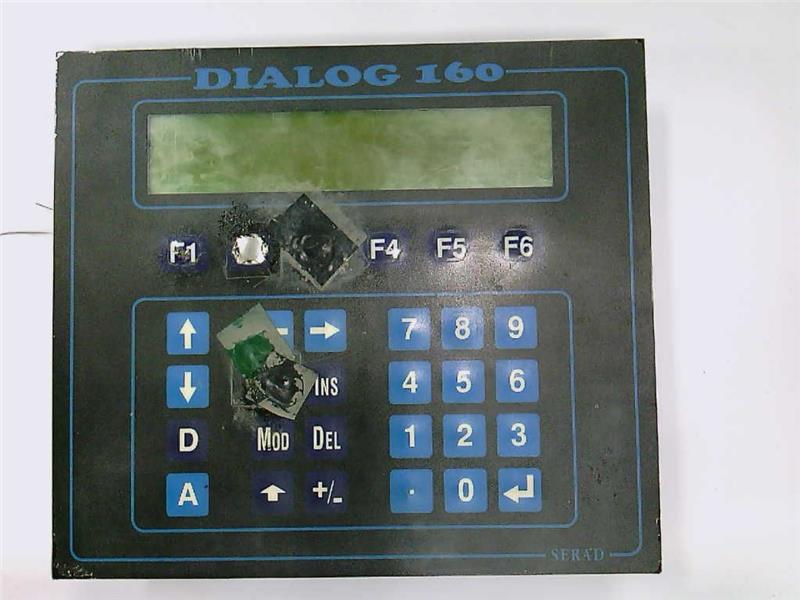 DIALOG 160
F1 F4 F5 F6
7 8 9
INS 4 5 6
D MOD DEL 1 2 3
A +/- . 0
SERAD